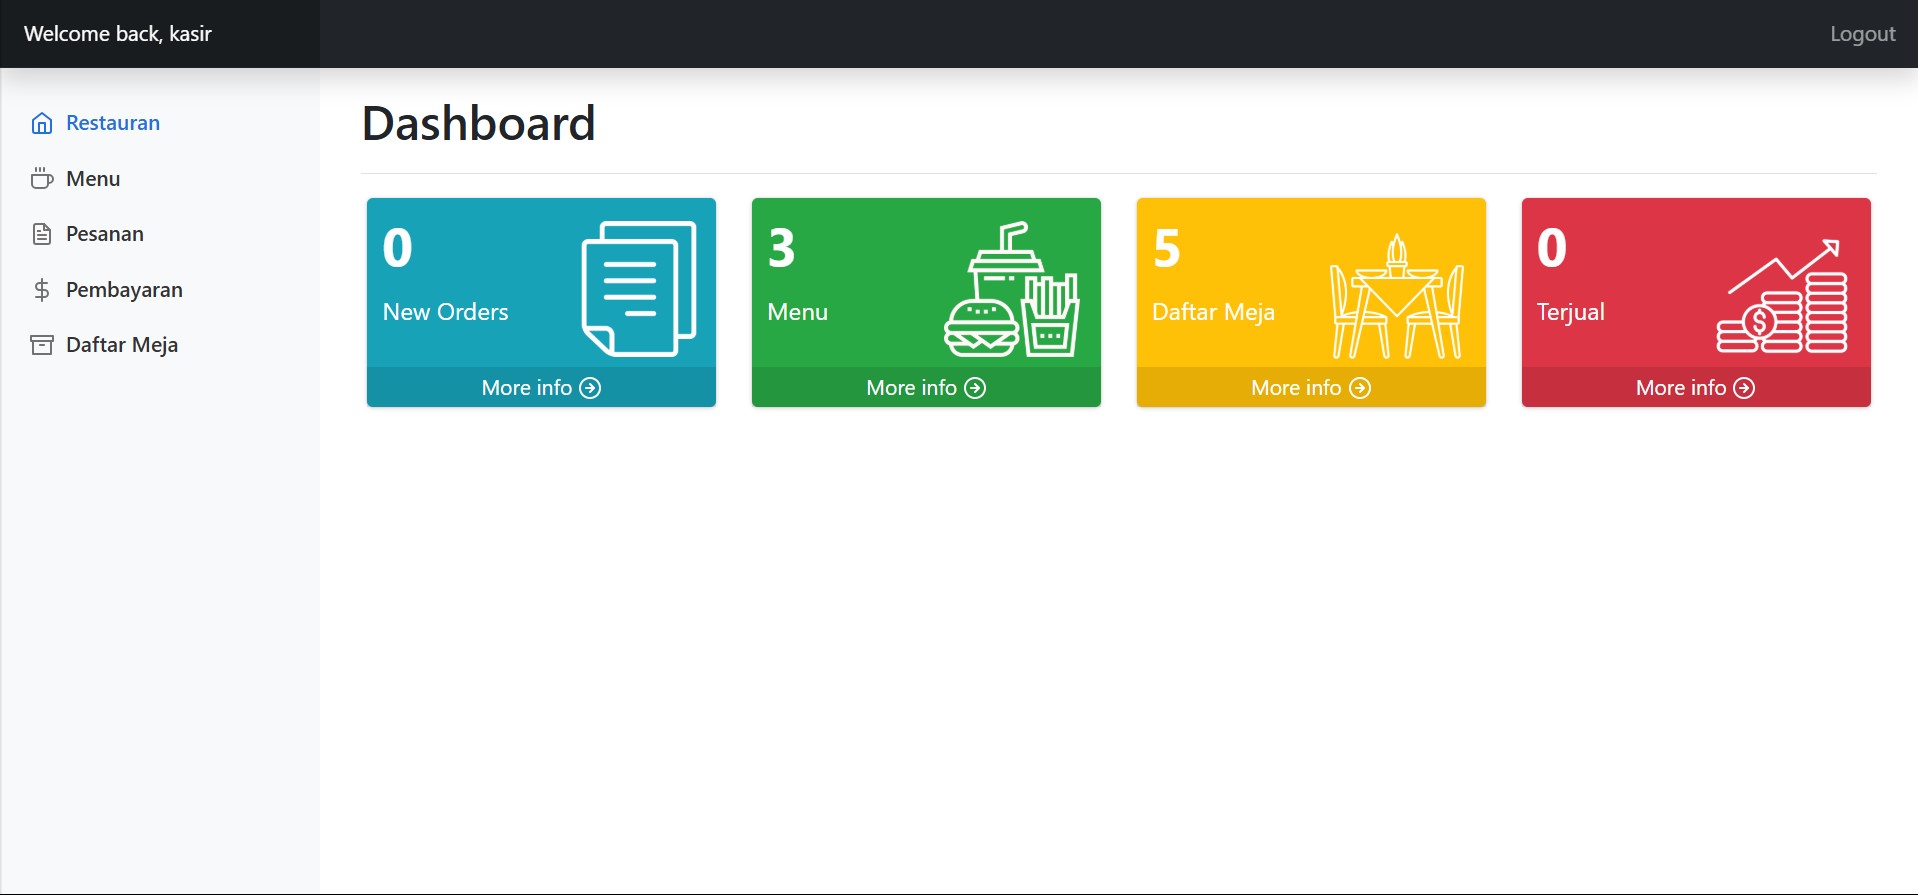 Welcome back, kasir
Logout
Restauran
Menu
Pesanan
Pembayaran
Daftar Meja
Dashboard
0
New Orders
More info
3
Menu
More info
5
Daftar Meja
More info
0
Terjual
More info